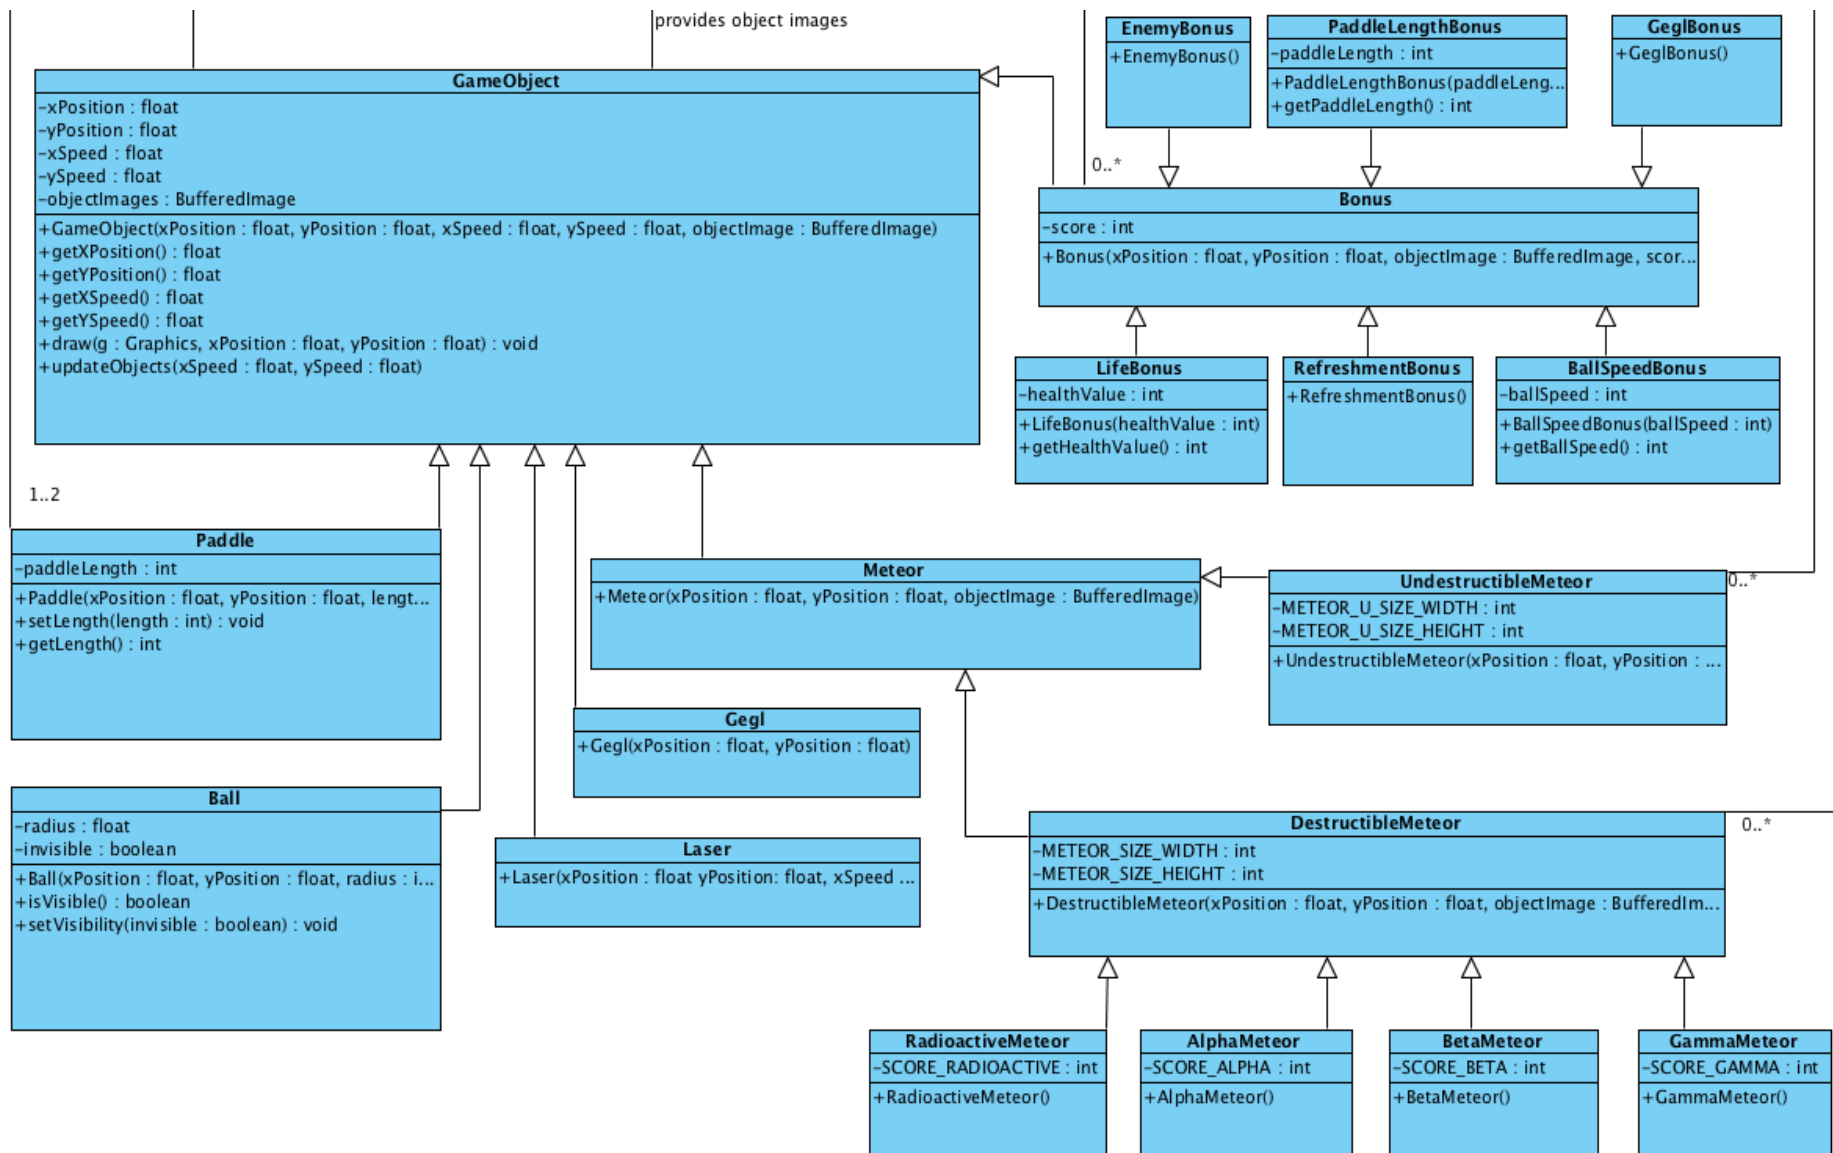 provides object images
EnemyBonus
+EnemyBonus()
PaddleLengthBonus
-paddleLength : int
+PaddleLengthBonus(paddleLeng...
+getPaddleLength() : int
GeglBonus
+GeglBonus()
GameObject
-xPosition : float
-yPosition : float
-xSpeed : float
-ySpeed : float
-objectImages : BufferedImage
+GameObject(xPosition : float, yPosition : float, xSpeed : float, ySpeed : float, objectImage : BufferedImage)
+getXPosition() : float
+getYPosition() : float
+getXSpeed() : float
+getYSpeed() : float
+draw(g : Graphics, xPosition : float, yPosition : float) : void
+updateObjects(xSpeed : float, ySpeed : float)
0..*
Bonus
-score : int
+Bonus(xPosition : float, yPosition : float, objectImage : BufferedImage, scor...
LifeBonus
-healthValue : int
+LifeBonus(healthValue : int)
+getHealthValue() : int
RefreshmentBonus
+RefreshmentBonus()
BallSpeedBonus
-ballSpeed : int
+BallSpeedBonus(ballSpeed : int)
+getBallSpeed() : int
1..2
Paddle
-paddleLength : int
+Paddle(xPosition : float, yPosition : float, lengt...
+setLength(length : int) : void
+getLength() : int
Meteor
+Meteor(xPosition : float, yPosition : float, objectImage : BufferedImage)
0..*
UndestructibleMeteor
-METEOR_U_SIZE_WIDTH : int
-METEOR_U_SIZE_HEIGHT : int
+UndestructibleMeteor(xPosition : float, yPosition : ...
Gegl
+Gegl(xPosition : float, yPosition : float)
Ball
-radius : float
-invisible : boolean
+Ball(xPosition : float, yPosition : float, radius : i...
+isVisible() : boolean
+setVisibility(invisible : boolean) : void
Laser
+Laser(xPosition : float yPosition: float, xSpeed ...
DestructibleMeteor
0..*
-METEOR_SIZE_WIDTH : int
-METEOR_SIZE_HEIGHT : int
+DestructibleMeteor(xPosition : float, yPosition : float, objectImage : BufferedIm...
RadioactiveMeteor
-SCORE_RADIOACTIVE : int
+RadioactiveMeteor()
AlphaMeteor
-SCORE_ALPHA : int
+AlphaMeteor()
BetaMeteor
-SCORE_BETA : int
+BetaMeteor()
GammaMeteor
-SCORE_GAMMA : int
+GammaMeteor()